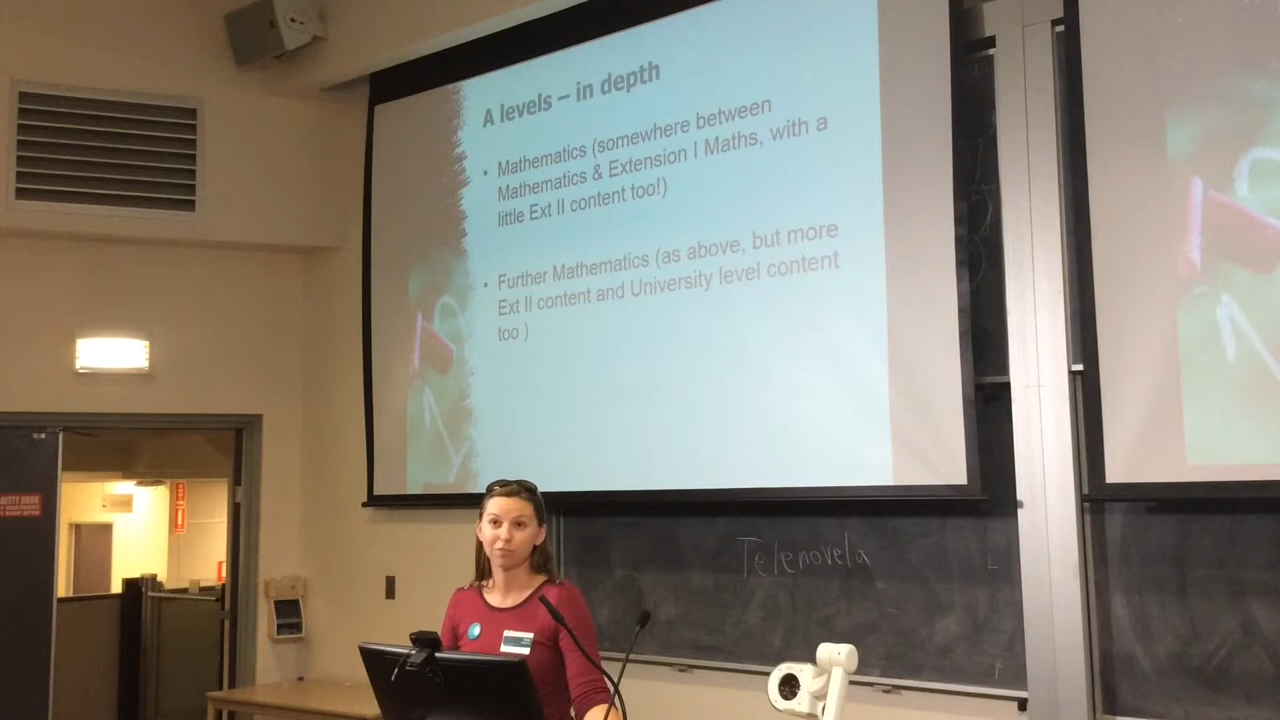 A levels – in depth
• Mathematics (somewhere between
Mathematics & Extension I Maths, with a
little Ext II content too!)
• Further Mathematics (as above, but more
Ext II content and University level content
too )
Telenovela